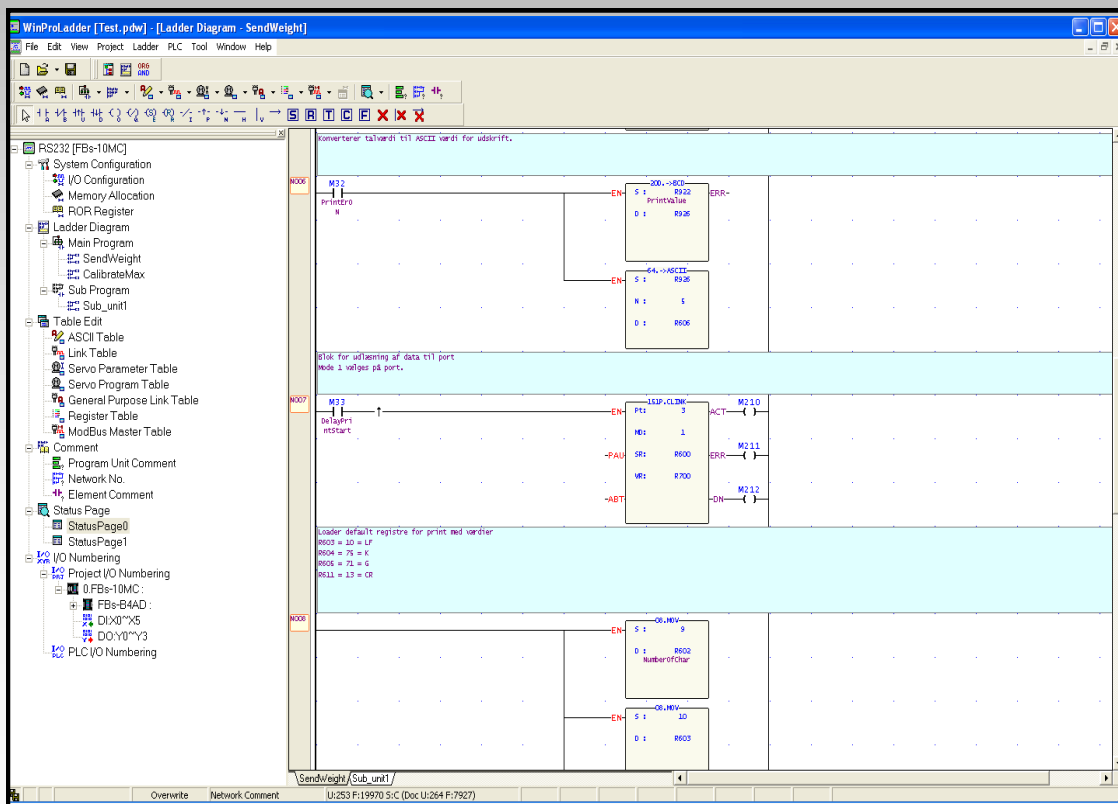 WinProLadder [Test.pdw] - [Ladder Diagram - SendWeight]
File Edit View Project Ladder PLC Tool Window Help
ORG
AND
A B U D O Q S R I P N H V S R T C F
RS232 [FBs-10MC]
System Configuration
I/O Configuration
Memory Allocation
ROR Register
Ladder Diagram
Main Program
SendWeight
CalibrateMax
Sub Program
Sub_unit1
Table Edit
ASCII Table
Link Table
Servo Parameter Table
Servo Program Table
General Purpose Link Table
Register Table
ModBus Master Table
Comment
Program Unit Comment
Network No.
Element Comment
Status Page
StatusPage0
StatusPage1
I/O Numbering
Project I/O Numbering
0.FBs-10MC :
FBs-B4AD :
DI:X0~X5
DO:Y0~Y3
PLC I/O Numbering
Konverterer talværdi til ASCII værdi for udskrift.
N006
M32
PrintEr0
N
20D.->BCD
EN S : R922 ERR-
PrintValue
D : R926
64.->ASCII
EN S : R926
N : 5
D : R606
Blok for udlæsning af data til port
Mode 1 vælges på port.
N007
M33
DelayPri
ntStart
151P.CLINK
EN Pt: 3 ACT M210
MD: 1
PAU SR: R600 ERR M211
WR: R700
ABT DN M212
Loader default registre for print med værdier
R603 = 10 = LF
R604 = 75 = K
R605 = 71 = G
R611 = 13 = CR
N008
08.MOV
EN S : 9
D : R602
NumberOfChar
08.MOV
EN S : 10
D : R603
SendWeight Sub_unit1
Overwrite Network Comment U:253 F:19970 S:C (Doc U:264 F:7927)